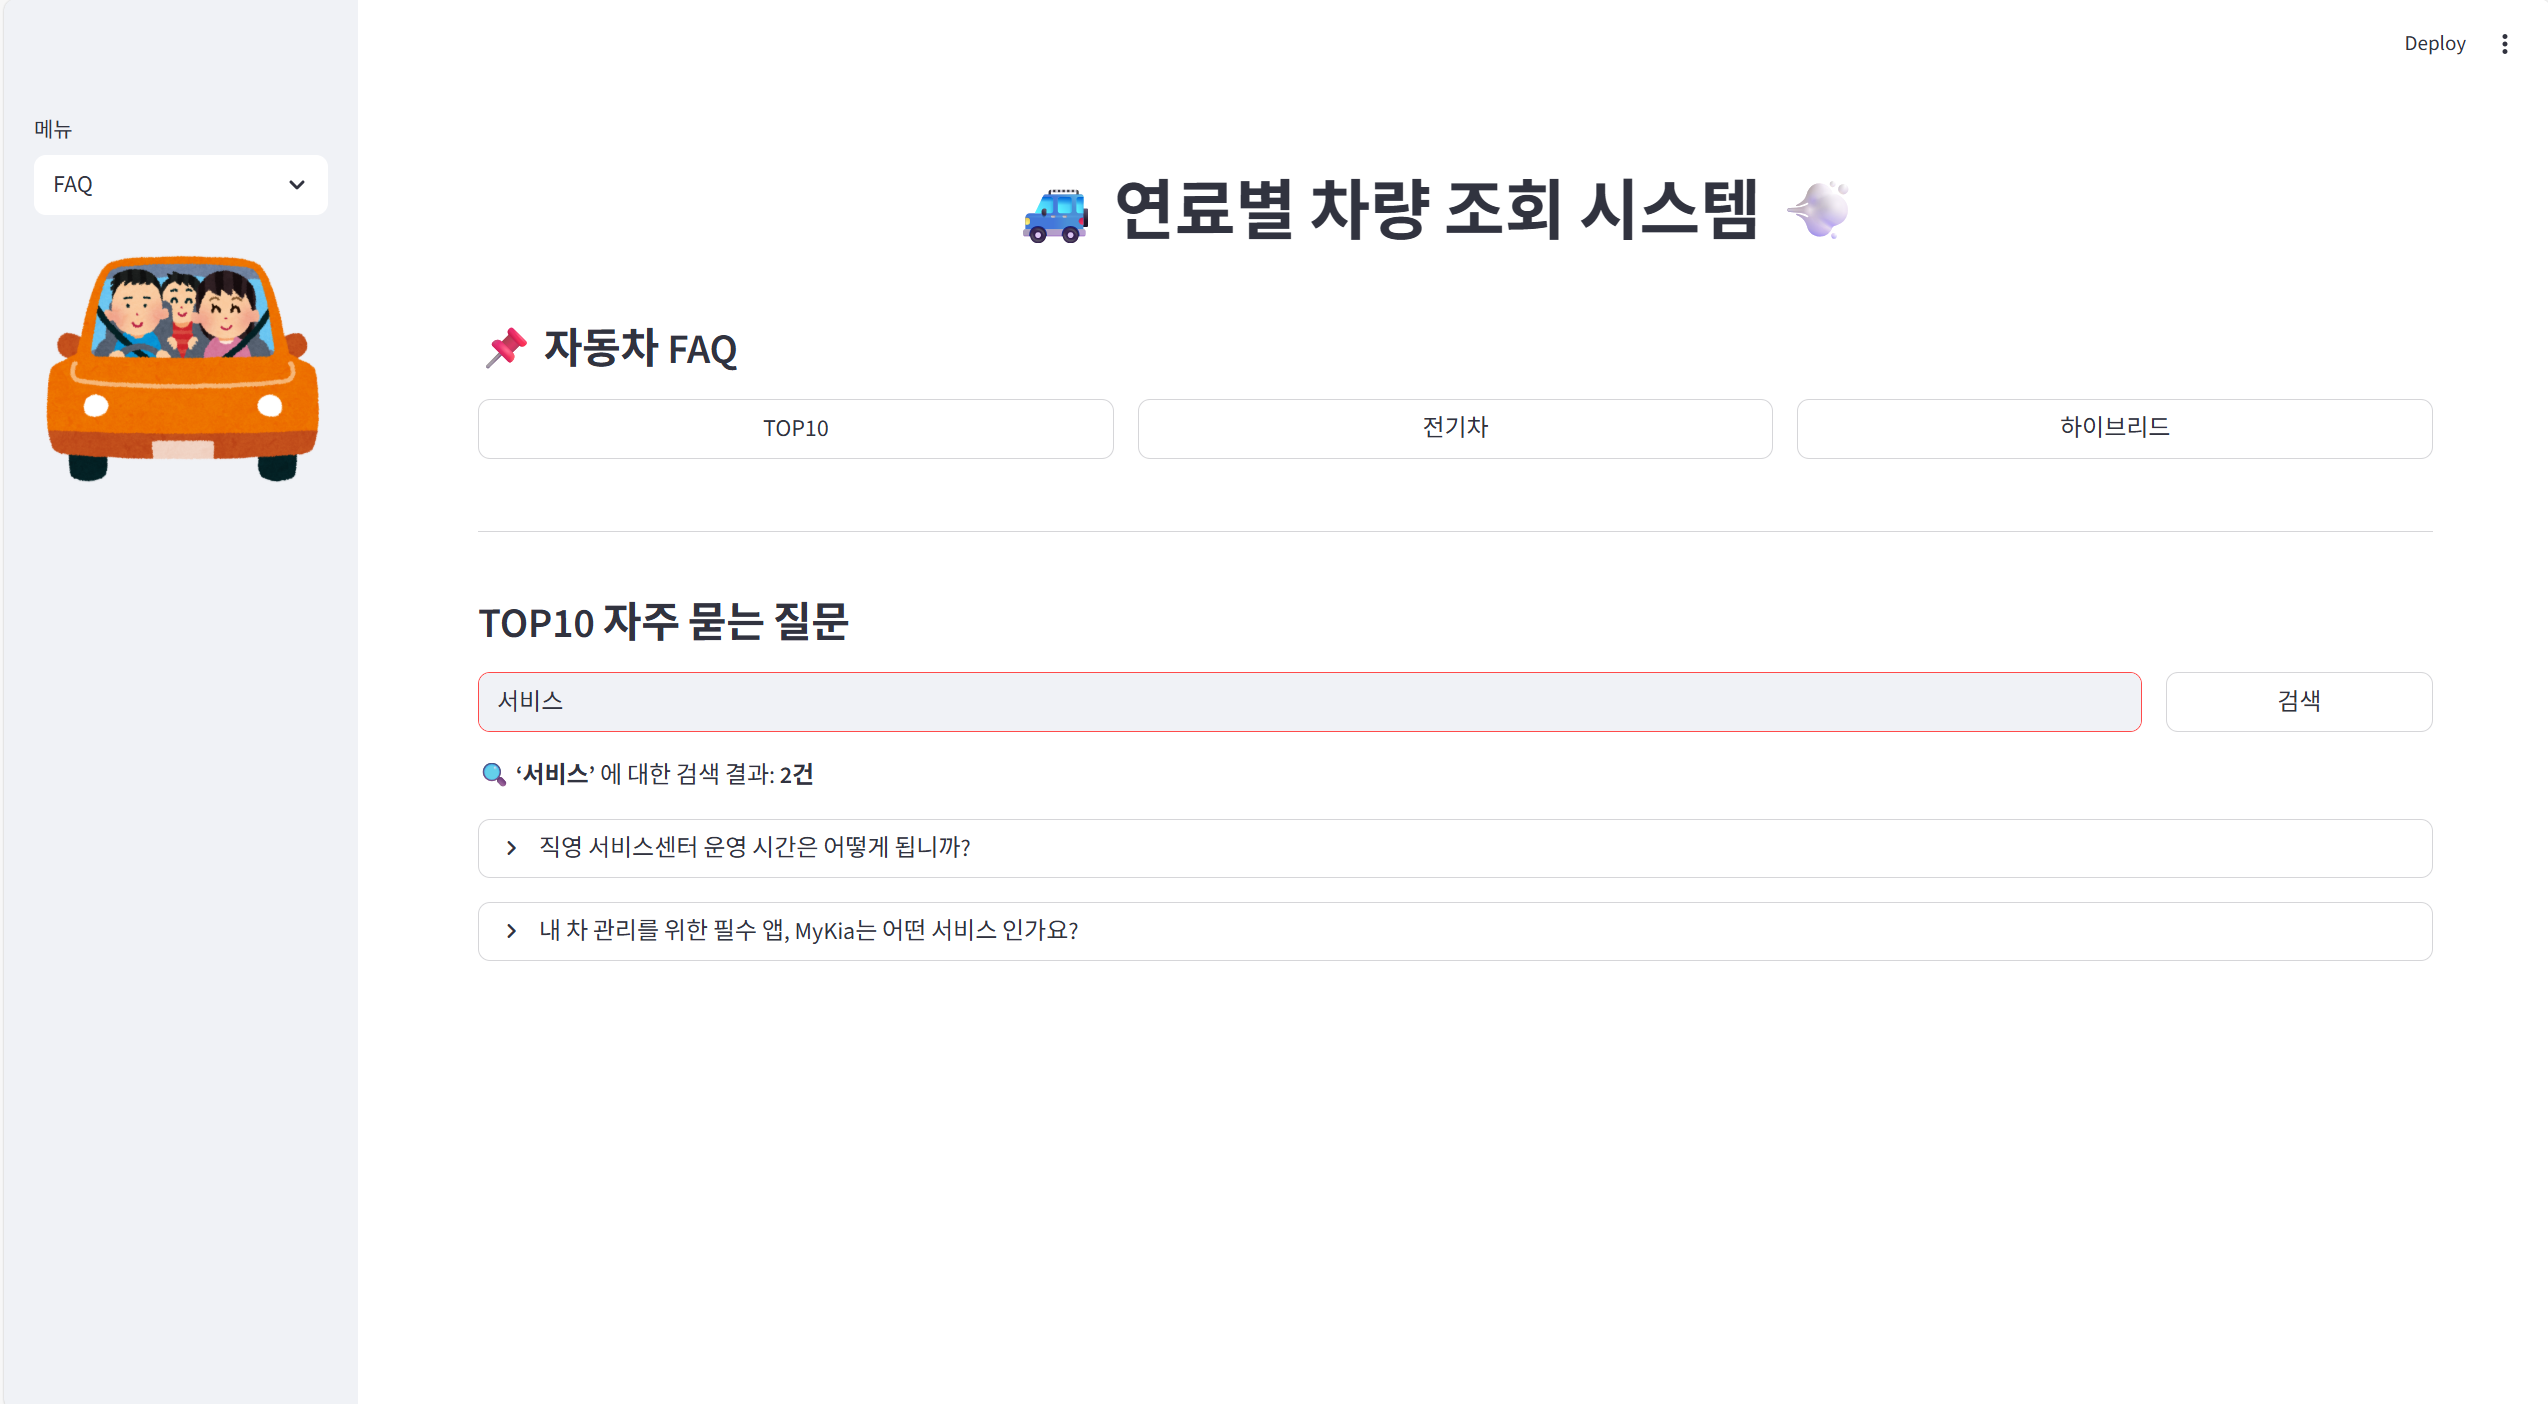 Deploy
메뉴
FAQ
연료별 차량 조회 시스템
자동차 FAQ
TOP10
전기차
하이브리드
TOP10 자주 묻는 질문
서비스
검색
‘서비스’ 에 대한 검색 결과: 2건
직영 서비스센터 운영 시간은 어떻게 됩니까?
내 차 관리를 위한 필수 앱, MyKia는 어떤 서비스 인가요?